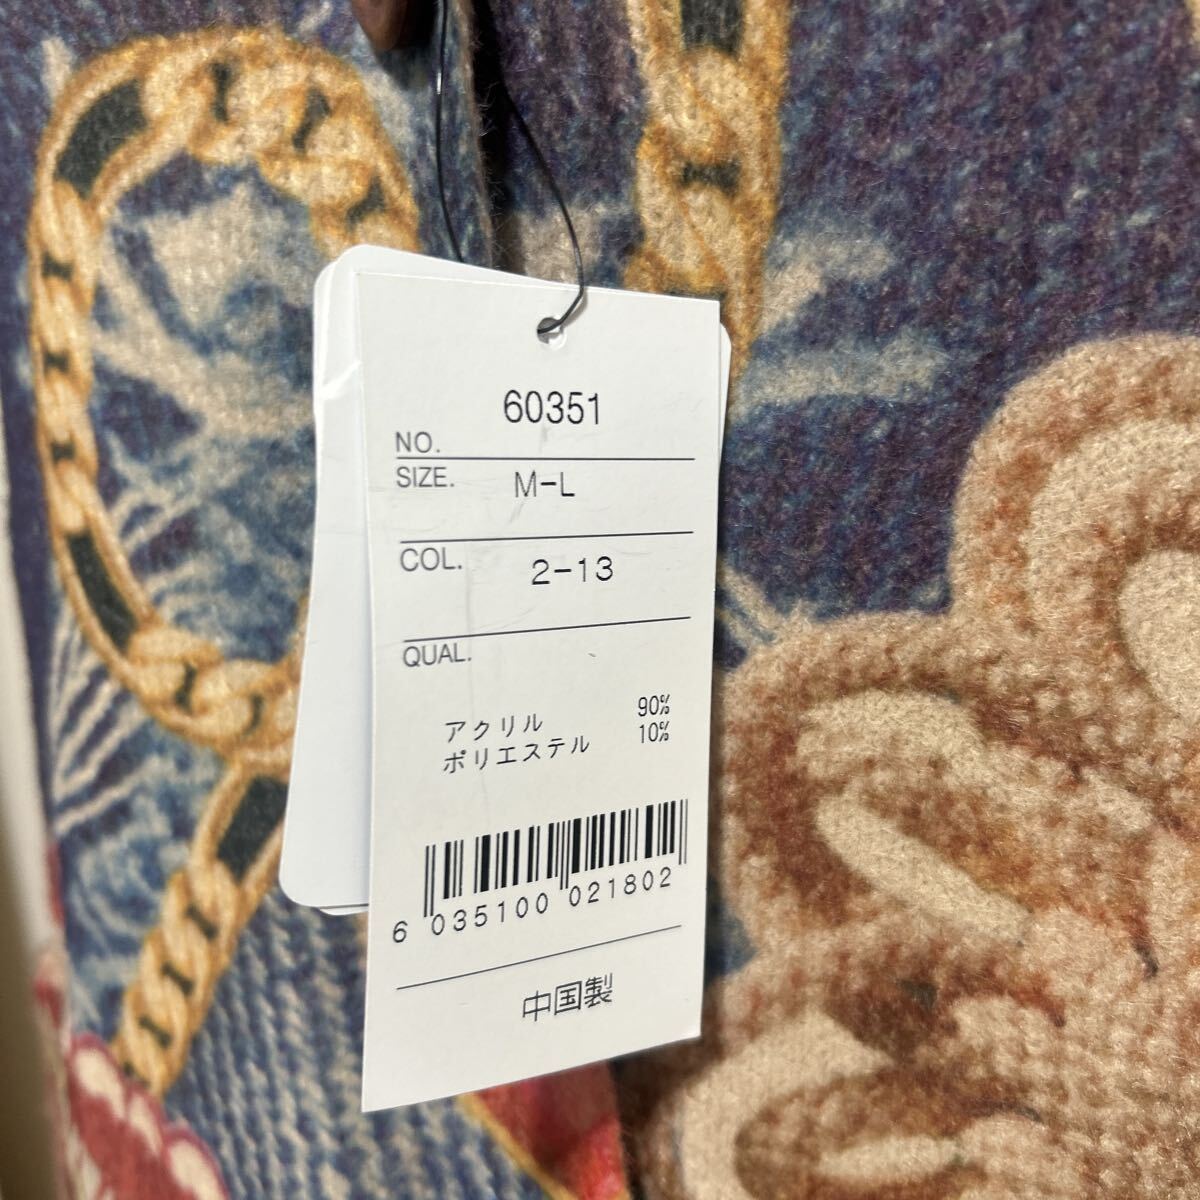 60351
NO.
SIZE. M-L
COL. 2-13
QUAL.
アクリル 90%
ポリエステル 10%
6 035100 021802
中国製